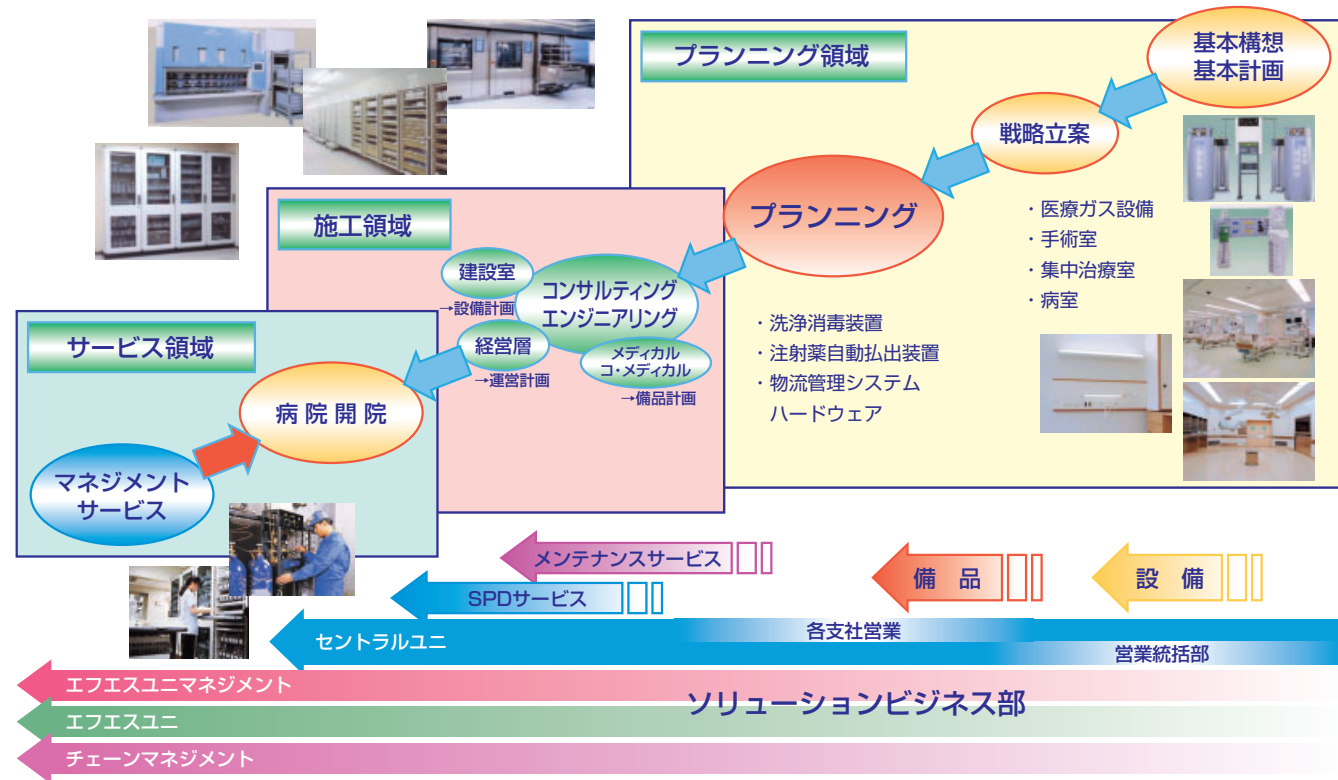 プランニング領域
基本構想
基本計画
戦略立案
プランニング
・医療ガス設備
・手術室
・集中治療室
・病室
・洗浄消毒装置
・注射薬自動払出装置
・物流管理システム
ハードウェア
施工領域
建設室
→設備計画
コンサルティング
エンジニアリング
経営層
→運営計画
メディカル
コ・メディカル
→備品計画
サービス領域
病院開院
マネジメント
サービス
メンテナンスサービス
備 品
設 備
SPDサービス
セントラルユニ
各支社営業
営業統括部
エフエスユニマネジメント
ソリューションビジネス部
エフエスユニ
チェーンマネジメント